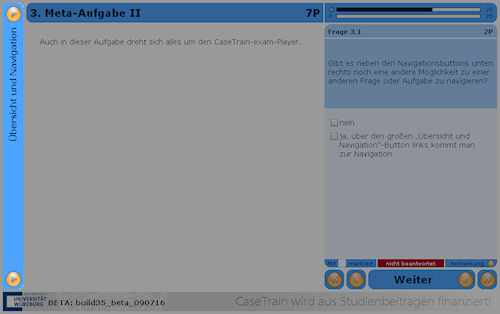 Übersicht und Navigation
3. Meta-Aufgabe II 7P
Auch in dieser Aufgabe dreht sich alles um den CaseTrain-exam-Player.
20
25
Frage 3.1 2P
Gibt es neben den Navigationsbuttons unten
rechts noch eine andere Möglichkeit zu einer
anderen Frage oder Aufgabe zu navigieren?
nein
ja, über den großen „Übersicht und
Navigation"-Button links kommt man
zur Navigation
markiert nicht beantwortet Anmerkung
Weiter
UNIVERSITÄT
WÜRZBURG
BETA: build35_beta_090716
CaseTrain wird aus Studienbeiträgen finanziert!